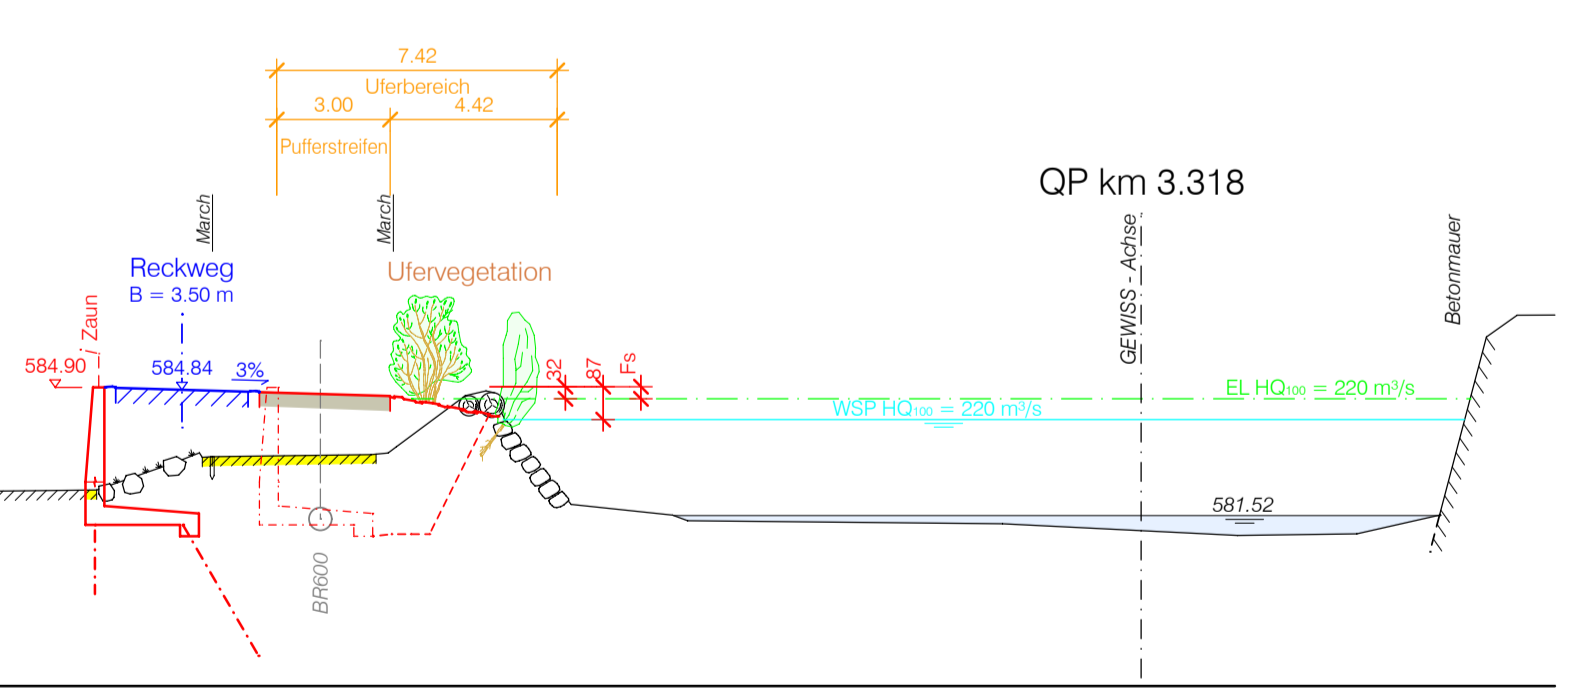 7.42
Uferbereich
3.00
4.42
Pufferstreifen
QP km 3.318
March
March
GEWISS - Achse
Betonmauer
Reckweg
B = 3.50 m
Ufervegetation
Zaun
584.90
584.84
3%
32
87
Fs
EL HQ₁₀₀ = 220 m³/s
WSP HQ₁₀₀ = 220 m³/s
581.52
BR600